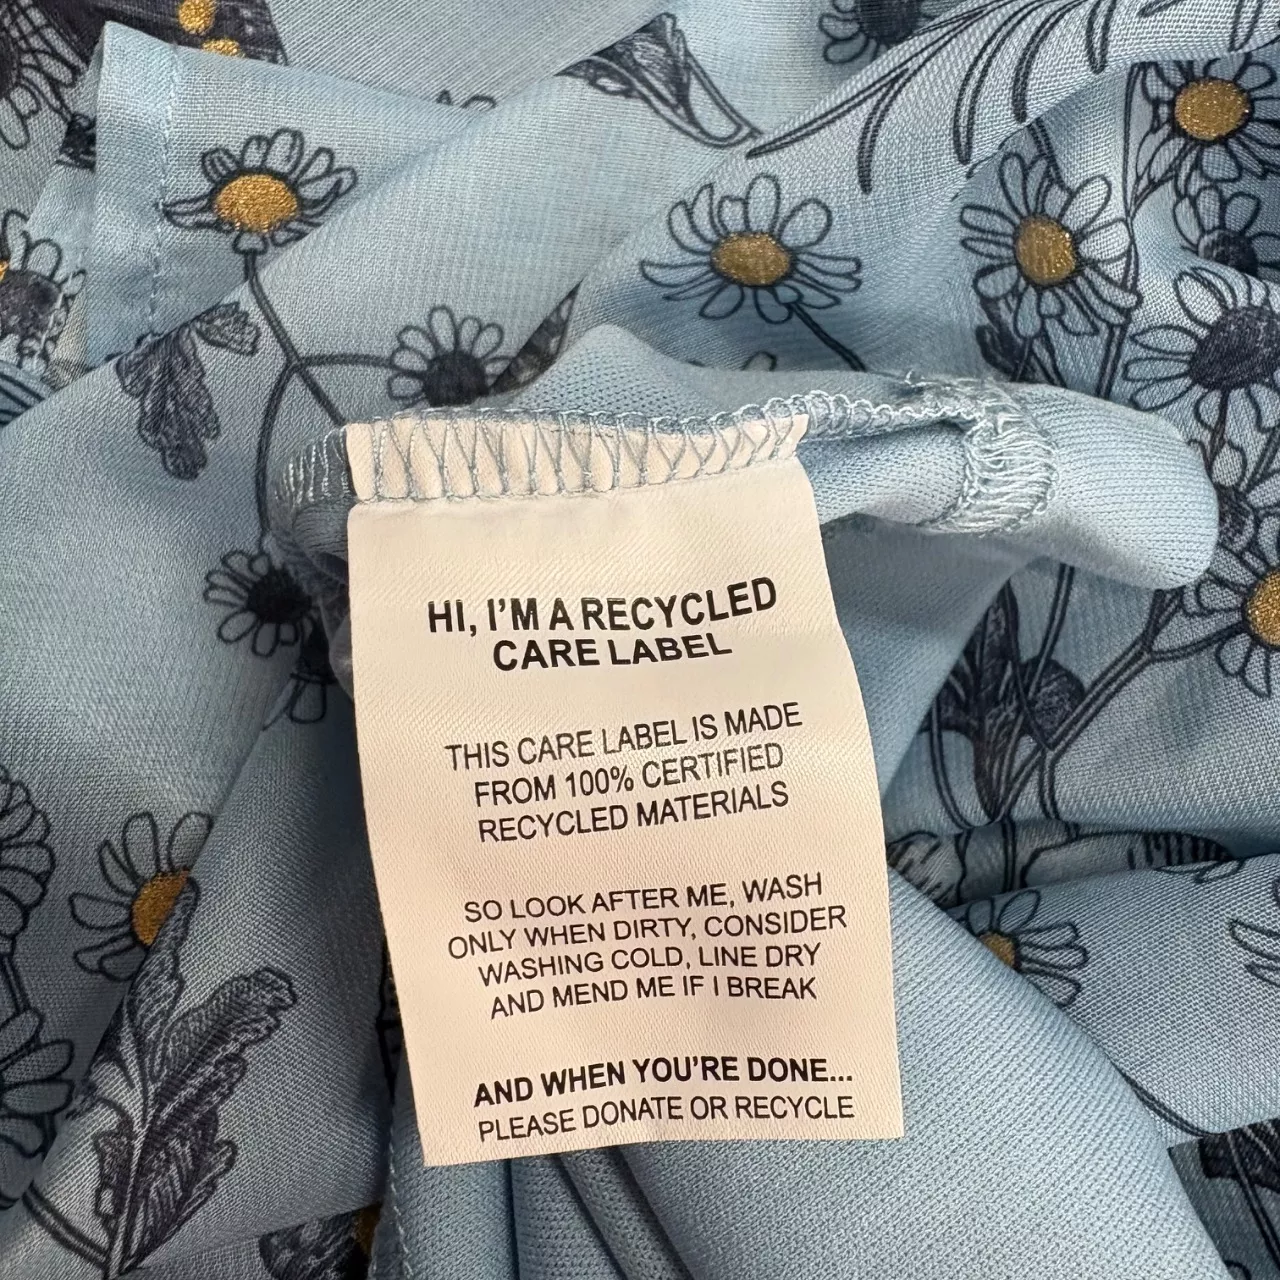 HI, I'M A RECYCLED
CARE LABEL
THIS CARE LABEL IS MADE
FROM 100% CERTIFIED
RECYCLED MATERIALS
SO LOOK AFTER ME, WASH
ONLY WHEN DIRTY, CONSIDER
WASHING COLD, LINE DRY
AND MEND ME IF I BREAK
AND WHEN YOU'RE DONE...
PLEASE DONATE OR RECYCLE